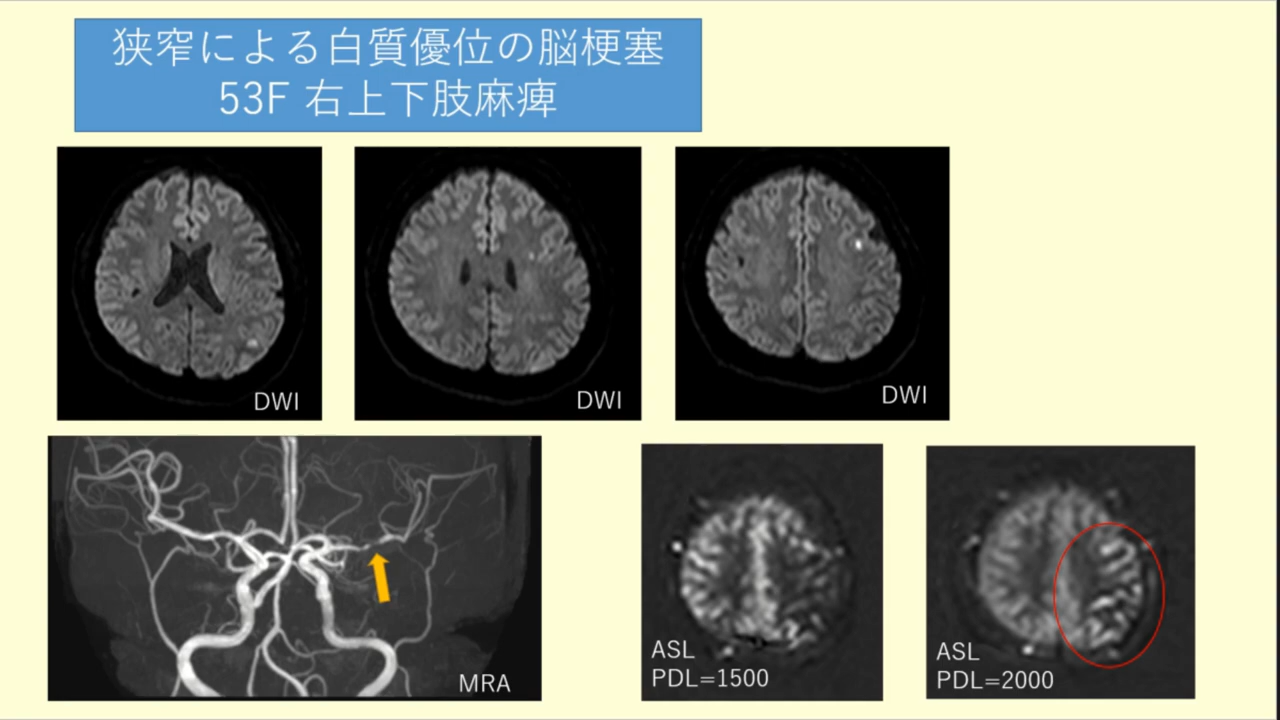 狭窄による白質優位の脳梗塞
53F 右上下肢麻痺
DWI
DWI
DWI
MRA
ASL
PDL=1500
ASL
PDL=2000